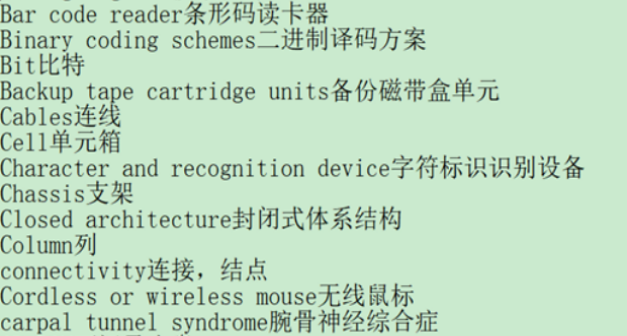 Bar code reader条形码读卡器
Binary coding schemes二进制译码方案
Bit比特
Backup tape cartridge units备份磁带盒单元
Cables连线
Cell单元箱
Character and recognition device字符标识识别设备
Chassis支架
Closed architecture封闭式体系结构
Column列
connectivity连接，结点
Cordless or wireless mouse无线鼠标
carpal tunnel syndrome腕骨神经综合症